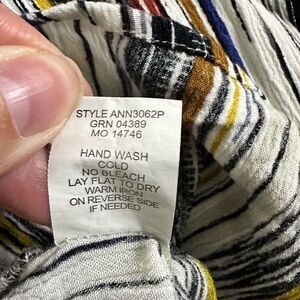 STYLE ANN3062P
GRN 04389
MO 14746
HAND WASH
COLD
NO BLEACH
LAY FLAT TO DRY
WARM IRON
ON REVERSE SIDE
IF NEEDED